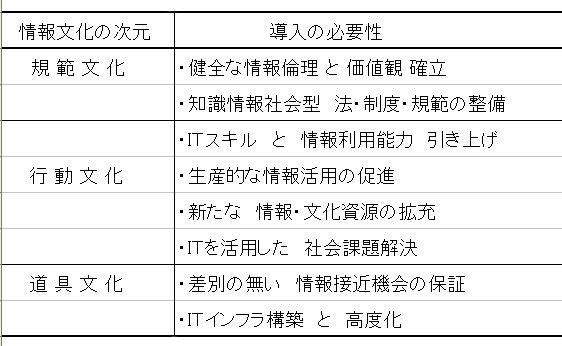 情報文化の次元 導入の必要性
規 範 文 化 ・健全な情報倫理 と 価値観 確立
・知識情報社会型 法・制度・規範の整備
・ITスキル と 情報利用能力 引き上げ
行 動 文 化 ・生産的な情報活用の促進
・新たな 情報・文化資源の拡充
・ITを活用した 社会課題解決
道 具 文 化 ・差別の無い 情報接近機会の保証
・ITインフラ構築 と 高度化